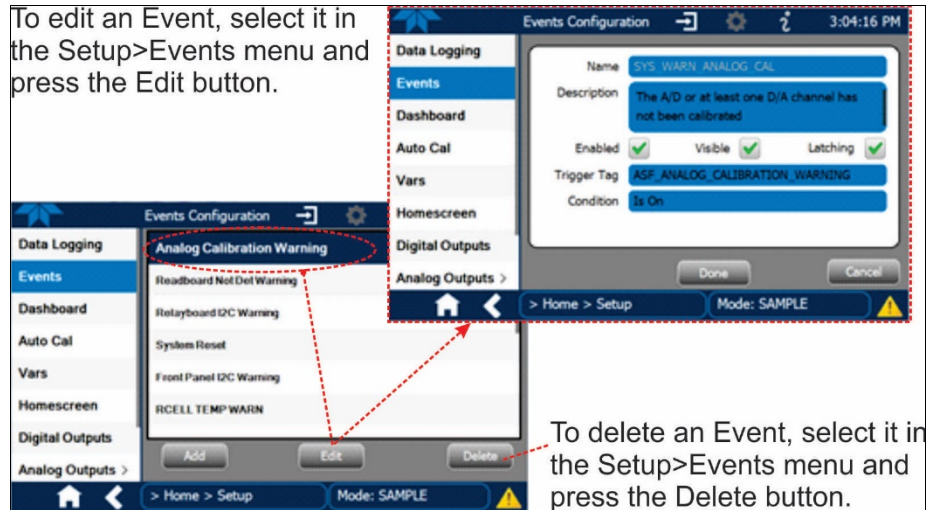 To edit an Event, select it in
the Setup>Events menu and
press the Edit button.
Events Configuration
3:04:16 PM
Data Logging
Events
Dashboard
Auto Cal
Vars
Homescreen
Digital Outputs
Analog Outputs >
Name
SYS_WARN_ANALOG_CAL
Description
The A/D or at least one D/A channel has
not been calibrated
Enabled
Visible
Latching
Trigger Tag
ASF_ANALOG_CALIBRATION_WARNING
Condition
Is On
Done
Cancel
> Home > Setup
Mode: SAMPLE
Events Configuration
Data Logging
Events
Dashboard
Auto Cal
Vars
Homescreen
Digital Outputs
Analog Outputs >
Analog Calibration Warning
Readboard Not Det Warning
Relayboard I2C Warning
System Reset
Front Panel I2C Warning
RCELL TEMP WARN
Add
Edit
Delete
> Home > Setup
Mode: SAMPLE
To delete an Event, select it in
the Setup>Events menu and
press the Delete button.